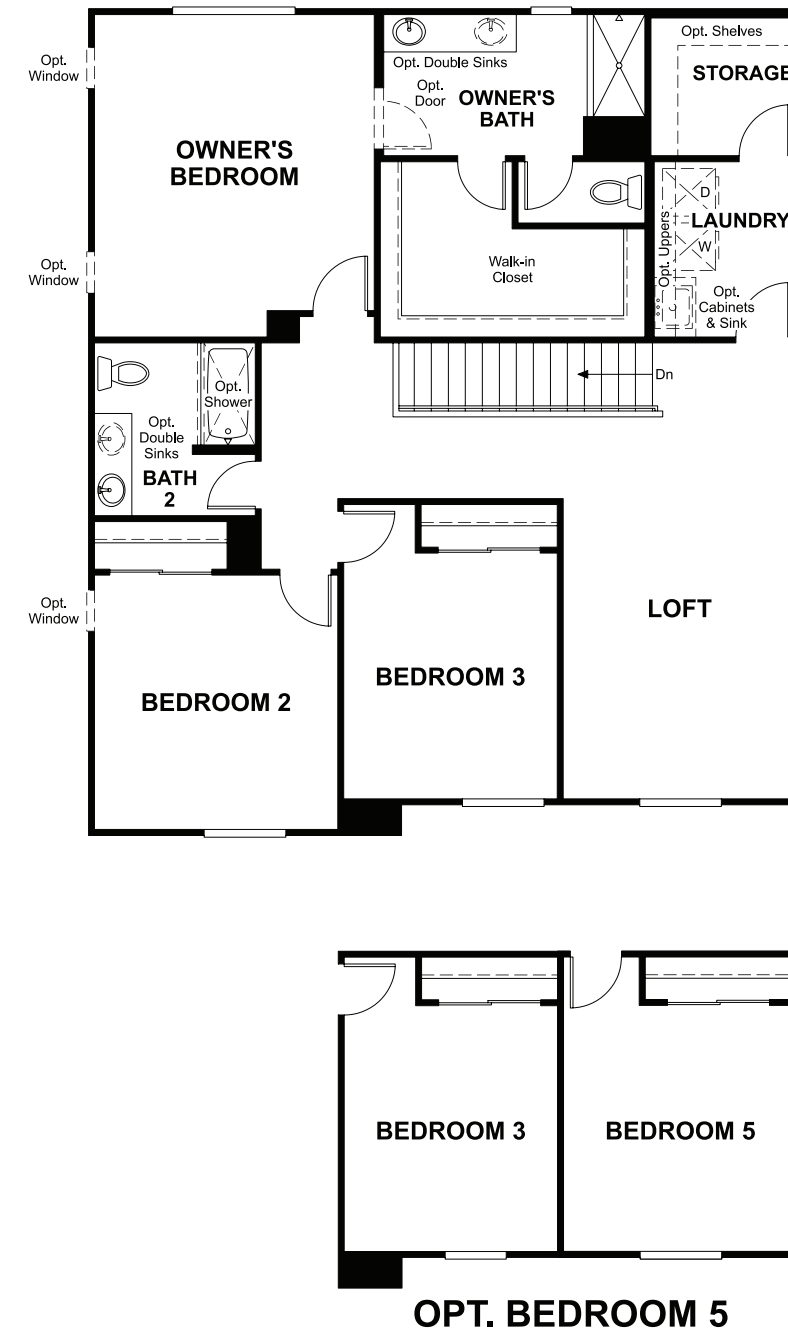 Opt.
Window
OWNER'S
BEDROOM
Opt. Double Sinks
Opt.
Door
OWNER'S
BATH
Opt. Shelves
STORAGE
D
LAUNDRY
W
Opt. Uppers
Opt.
Cabinets
& Sink
Opt.
Window
Walk-in
Closet
Dn
Opt.
Shower
Opt.
Double
Sinks
BATH
2
Opt.
Window
LOFT
BEDROOM 3
BEDROOM 2
BEDROOM 3
BEDROOM 5
OPT. BEDROOM 5